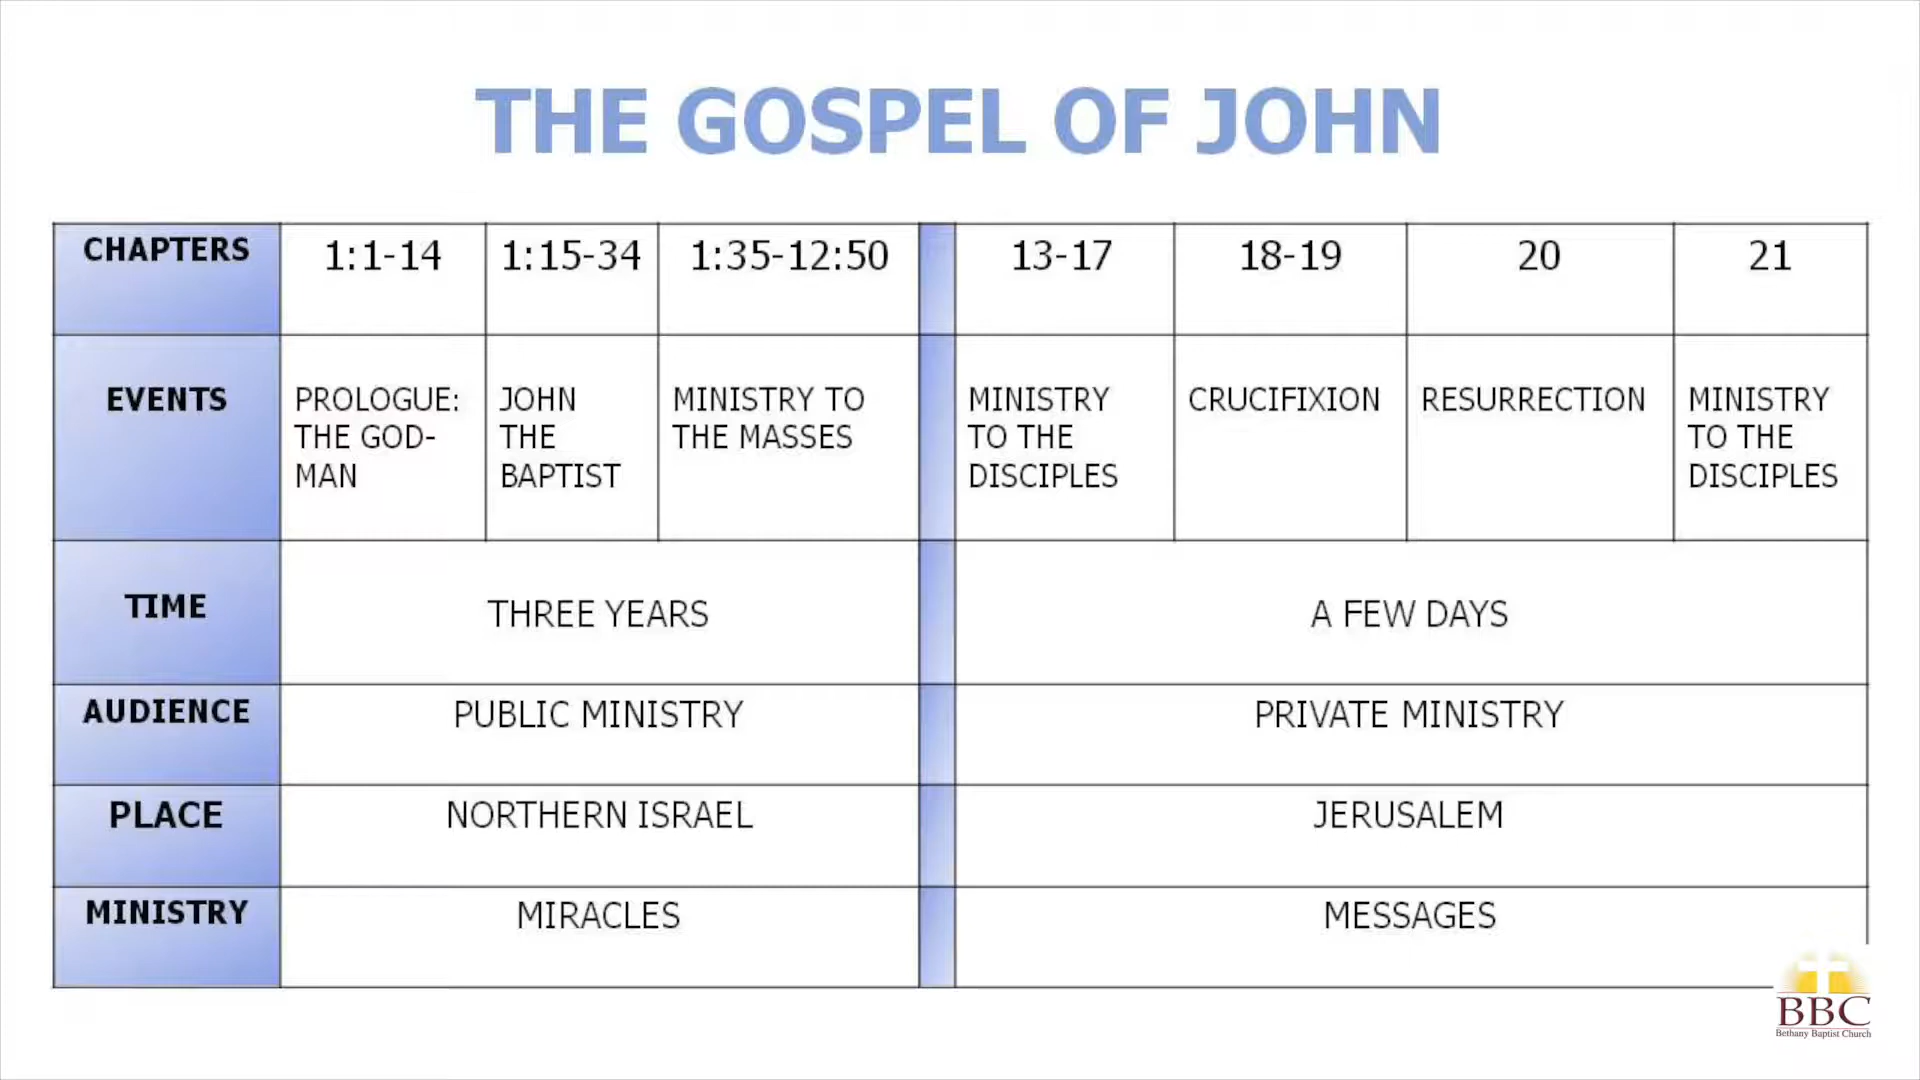 THE GOSPEL OF JOHN
CHAPTERS 1:1-14 1:15-34 1:35-12:50 13-17 18-19 20 21
EVENTS PROLOGUE: JOHN MINISTRY TO MINISTRY CRUCIFIXION RESURRECTION MINISTRY
THE GOD- THE THE MASSES TO THE TO THE
MAN BAPTIST DISCIPLES DISCIPLES
TIME THREE YEARS A FEW DAYS
AUDIENCE PUBLIC MINISTRY PRIVATE MINISTRY
PLACE NORTHERN ISRAEL JERUSALEM
MINISTRY MIRACLES MESSAGES
BBC
Bethany Baptist Church